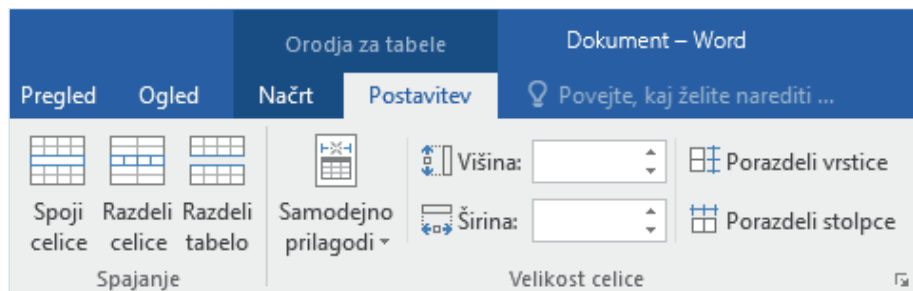 Orodja za tabele
Dokument – Word
Pregled Ogled Načrt Postavitev Povejte, kaj želite narediti ...
Spoji celice
Razdeli celice
Razdeli tabelo
Spajanje
Samodejno prilagodi
Višina:
Širina:
Porazdeli vrstice
Porazdeli stolpce
Velikost celice